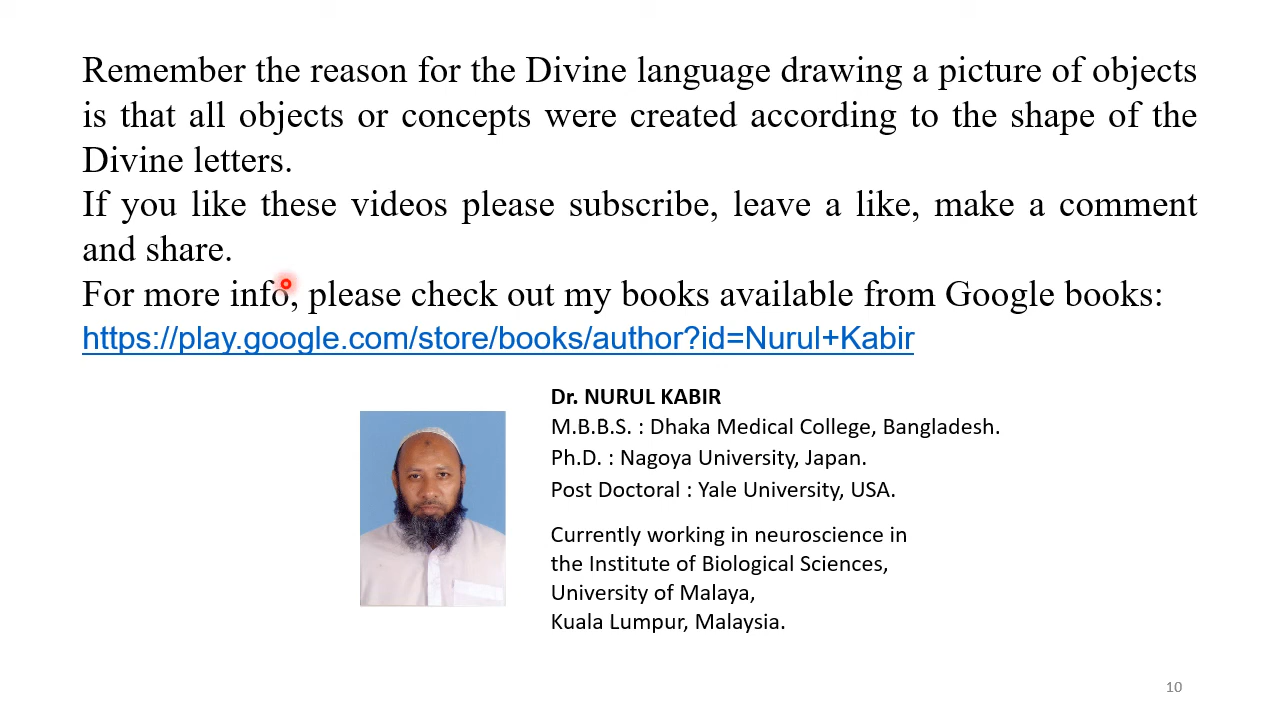 Remember the reason for the Divine language drawing a picture of objects
is that all objects or concepts were created according to the shape of the
Divine letters.
If you like these videos please subscribe, leave a like, make a comment
and share.
For more info, please check out my books available from Google books:
https://play.google.com/store/books/author?id=Nurul+Kabir
Dr. NURUL KABIR
M.B.B.S. : Dhaka Medical College, Bangladesh.
Ph.D. : Nagoya University, Japan.
Post Doctoral : Yale University, USA.
Currently working in neuroscience in
the Institute of Biological Sciences,
University of Malaya,
Kuala Lumpur, Malaysia.
10